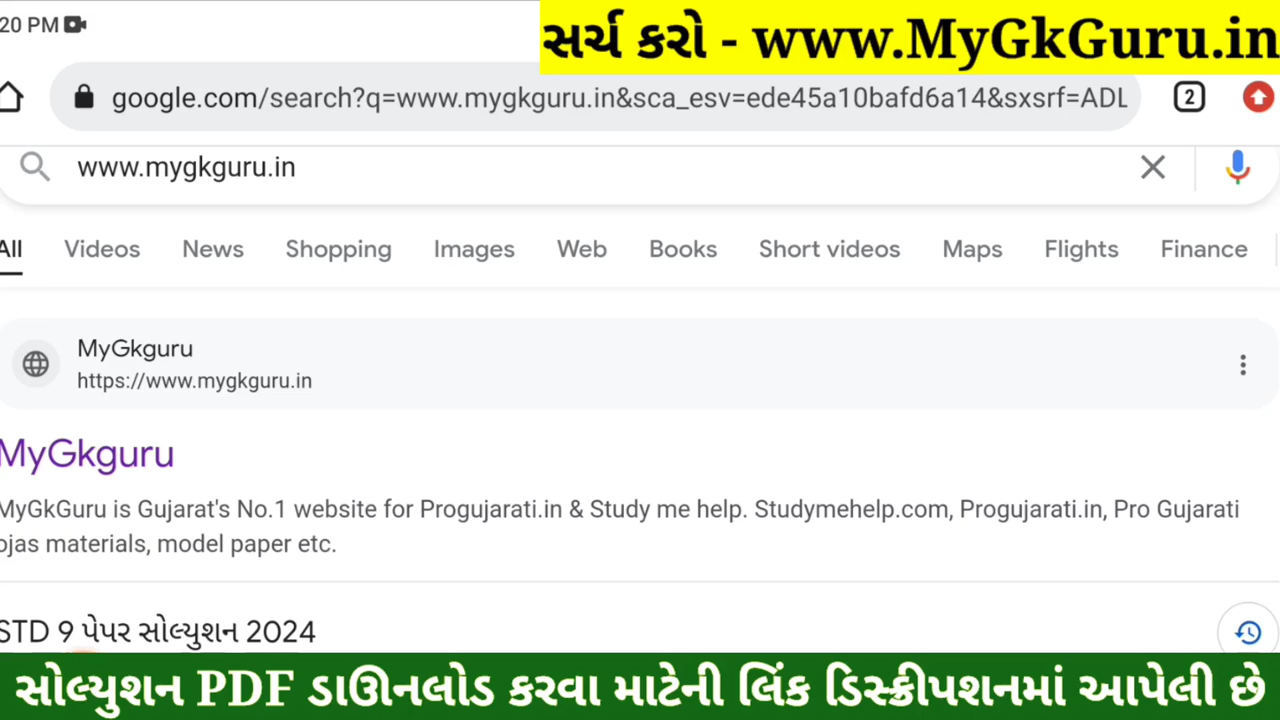 20 PM
સર્ચ કરો - www.MyGkGuru.in
google.com/search?q=www.mygkguru.in&sca_esv=ede45a10bafd6a14&sxsrf=ADL
2
www.mygkguru.in
All Videos News Shopping Images Web Books Short videos Maps Flights Finance
MyGkguru
https://www.mygkguru.in
MyGkguru
MyGkGuru is Gujarat's No.1 website for Progujarati.in & Study me help. Studymehelp.com, Progujarati.in, Pro Gujarati
ojas materials, model paper etc.
STD 9 પેપર સોલ્યુશન 2024
સોલ્યુશન PDF ડાઊનલોડ કરવા માટેની લિંક ડિસ્ક્રીપશનમાં આપેલી છે